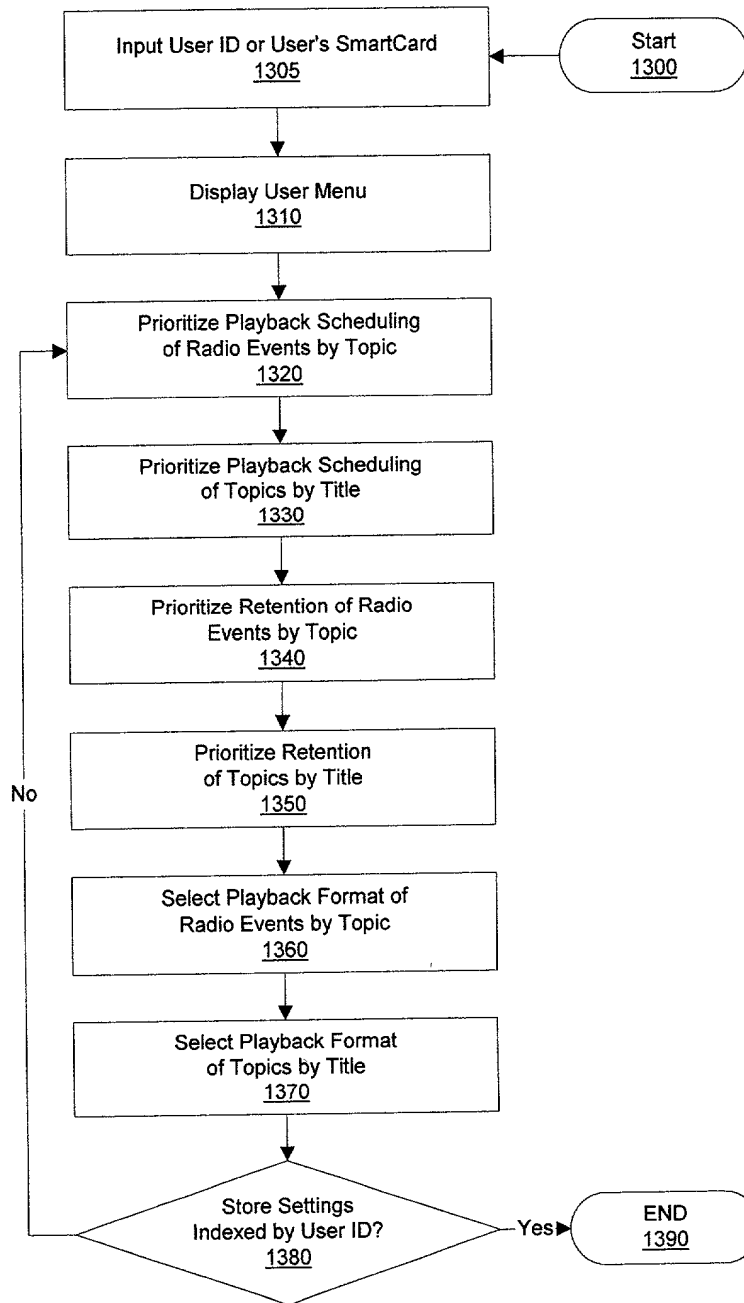 Start
1300
Input User ID or User's SmartCard
1305
Display User Menu
1310
Prioritize Playback Scheduling
of Radio Events by Topic
1320
Prioritize Playback Scheduling
of Topics by Title
1330
Prioritize Retention of Radio
Events by Topic
1340
Prioritize Retention
of Topics by Title
1350
No
Select Playback Format of
Radio Events by Topic
1360
Select Playback Format
of Topics by Title
1370
Store Settings
Indexed by User ID?
1380
Yes
END
1390